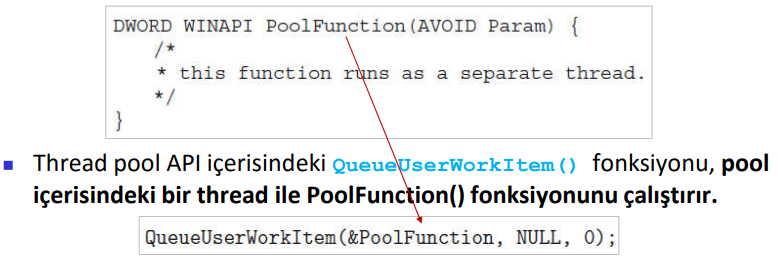 DWORD WINAPI PoolFunction(AVOID Param) {
/*
* this function runs as a separate thread.
*/
}
Thread pool API içerisindeki QueueUserWorkItem() fonksiyonu, pool
içerisindeki bir thread ile PoolFunction() fonksiyonunu çalıştırır.
QueueUserWorkItem(&PoolFunction, NULL, 0);